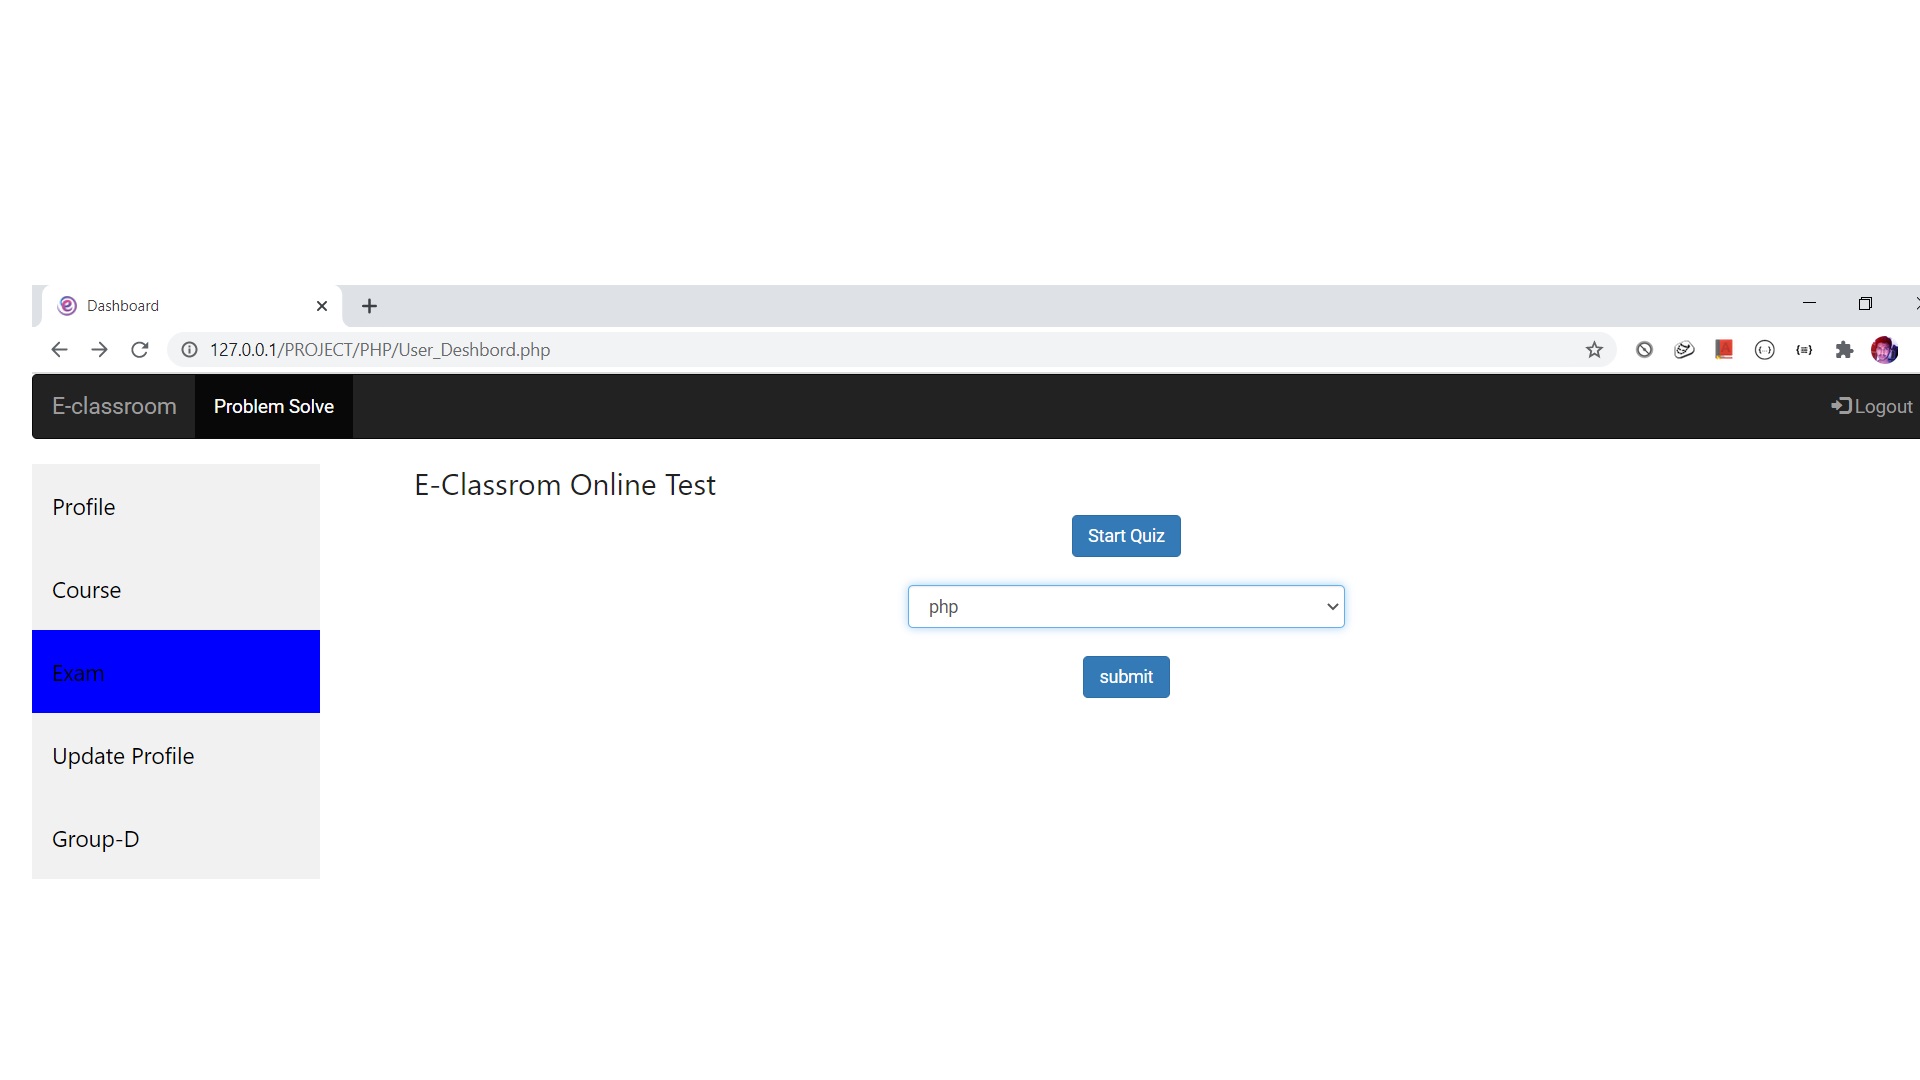 Dashboard
127.0.0.1/PROJECT/PHP/User_Deshbord.php
E-classroom Problem Solve Logout
E-Classrom Online Test
Profile
Start Quiz
Course
php
Exam
submit
Update Profile
Group-D